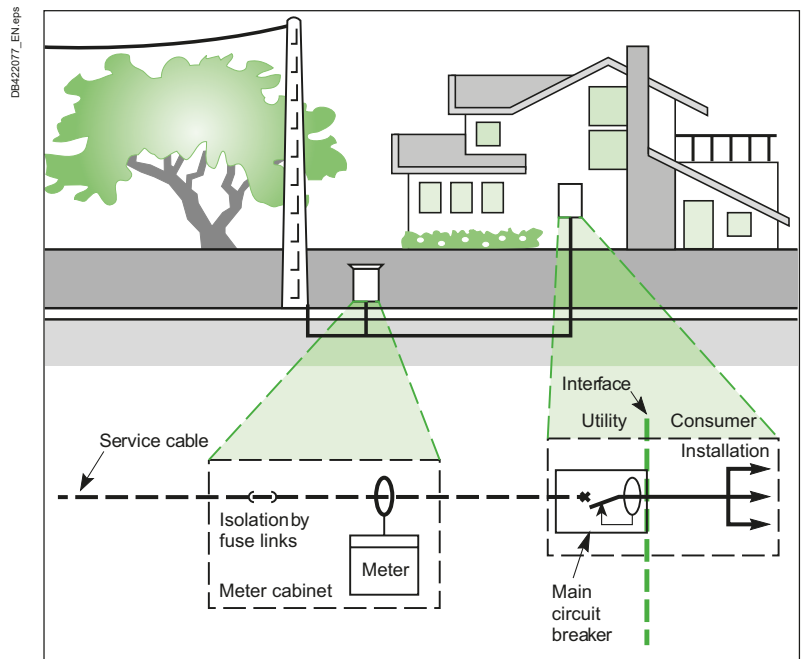 DB422077_EN.eps
Interface
Utility
Consumer
Service cable
Installation
Isolation by
fuse links
Meter
Meter cabinet
Main
circuit
breaker